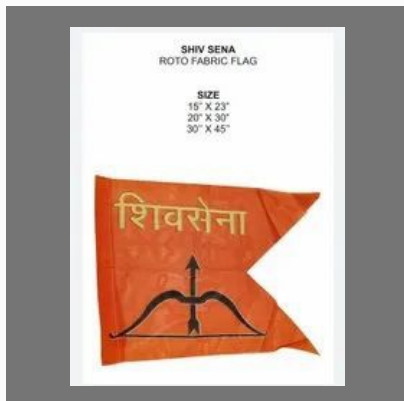 SHIV SENA
ROTO FABRIC FLAG
SIZE
15" X 23"
20" X 30"
30" X 45"
शिवसेना